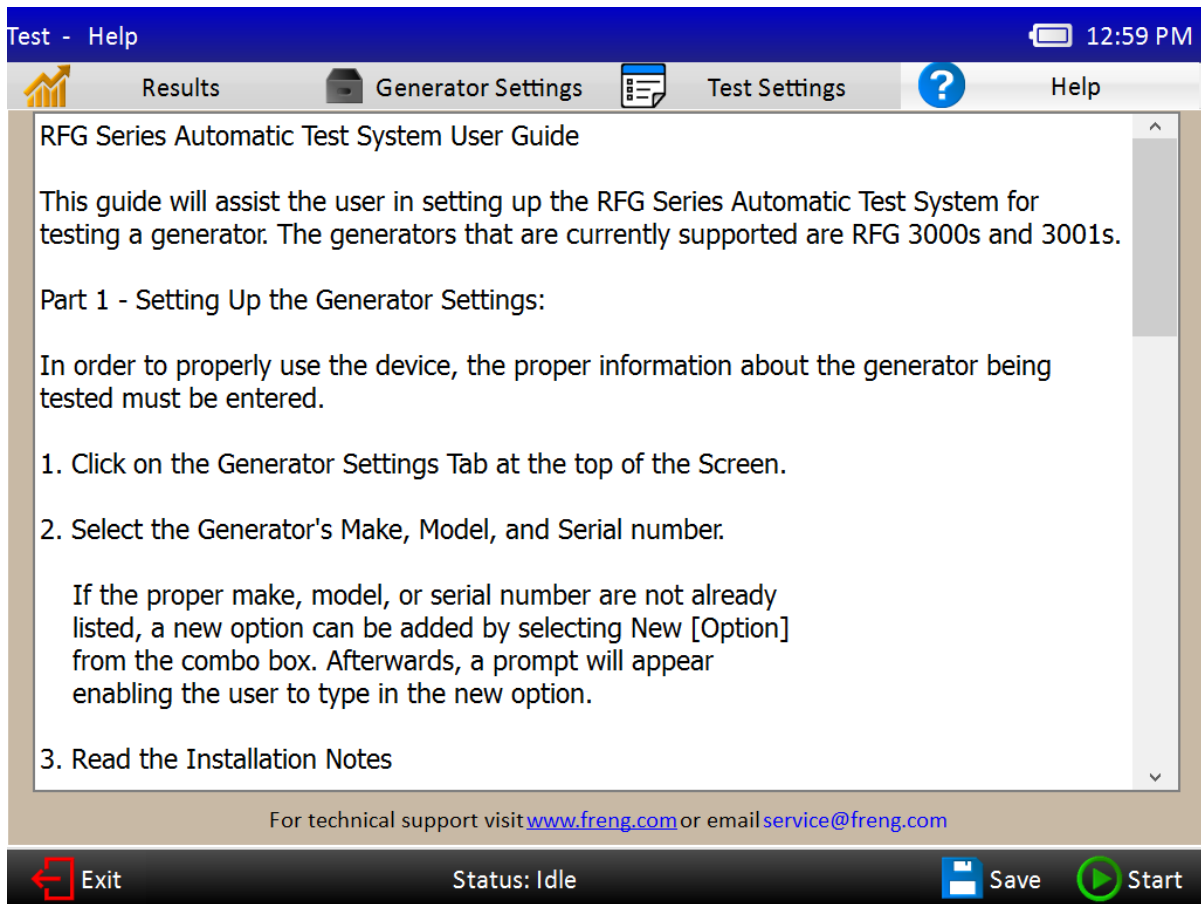 Test - Help
12:59 PM
Results
Generator Settings
Test Settings
?
Help
RFG Series Automatic Test System User Guide
This guide will assist the user in setting up the RFG Series Automatic Test System for
testing a generator. The generators that are currently supported are RFG 3000s and 3001s.
Part 1 - Setting Up the Generator Settings:
In order to properly use the device, the proper information about the generator being
tested must be entered.
1. Click on the Generator Settings Tab at the top of the Screen.
2. Select the Generator's Make, Model, and Serial number.
If the proper make, model, or serial number are not already
listed, a new option can be added by selecting New [Option]
from the combo box. Afterwards, a prompt will appear
enabling the user to type in the new option.
3. Read the Installation Notes
For technical support visit www.freng.com or email service@freng.com
Exit
Status: Idle
Save
Start